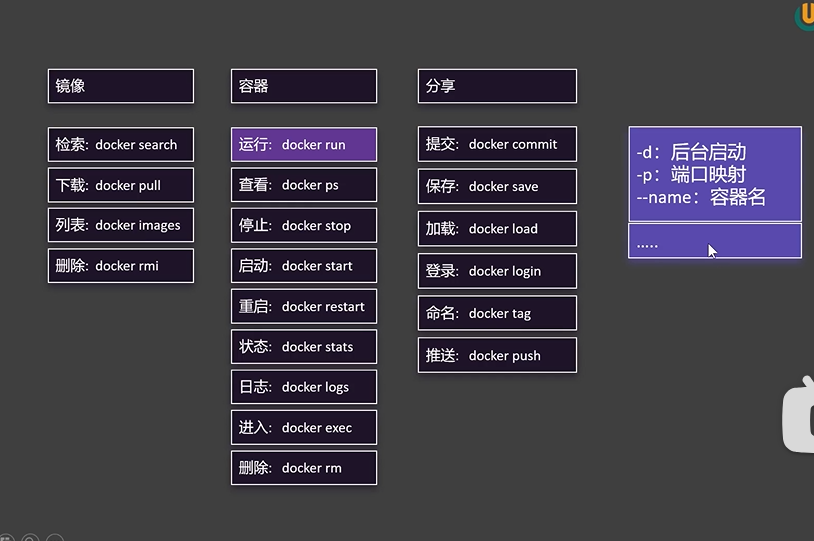 镜像
检索: docker search
下载: docker pull
列表: docker images
删除: docker rmi
容器
运行: docker run
查看: docker ps
停止: docker stop
启动: docker start
重启: docker restart
状态: docker stats
日志: docker logs
进入: docker exec
删除: docker rm
分享
提交: docker commit
保存: docker save
加载: docker load
登录: docker login
命名: docker tag
推送: docker push
-d: 后台启动
-p: 端口映射
--name: 容器名
.....